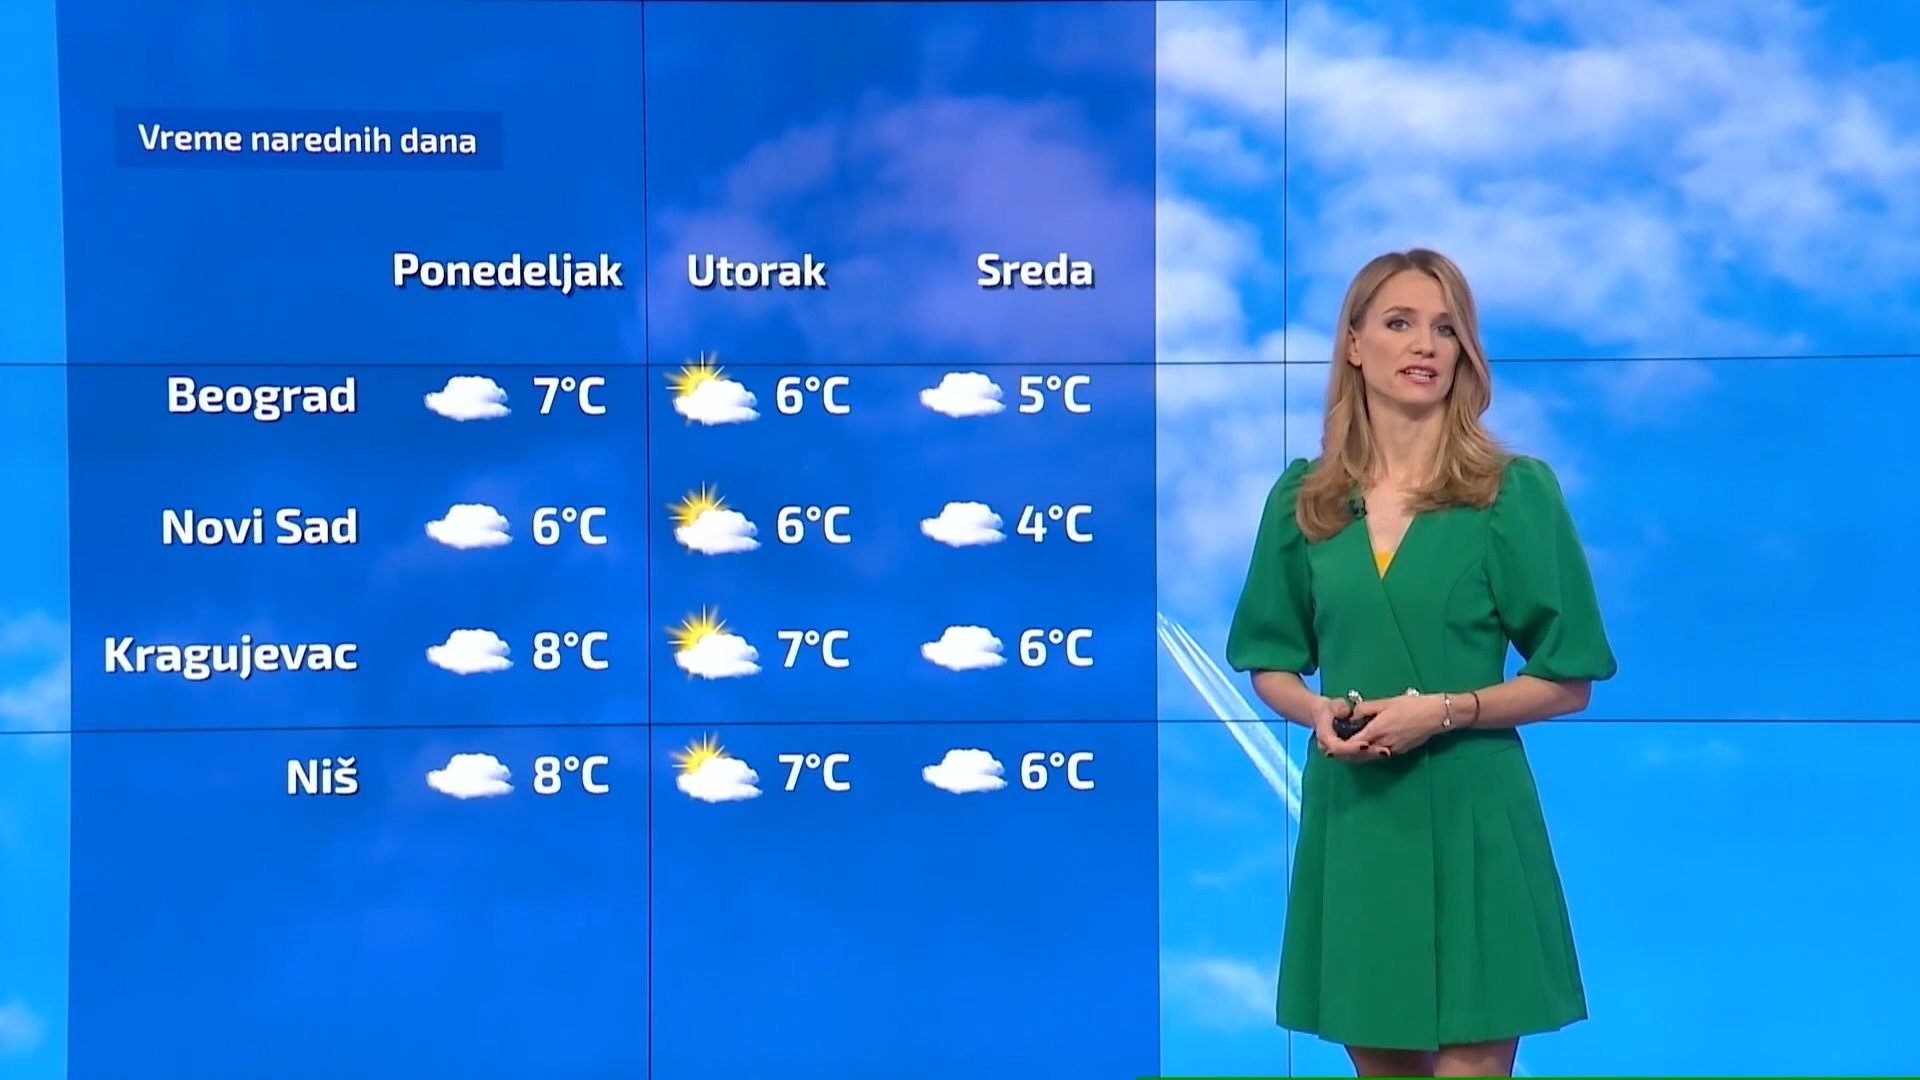 Vreme narednih dana
Ponedeljak Utorak Sreda
Beograd 7°C 6°C 5°C
Novi Sad 6°C 6°C 4°C
Kragujevac 8°C 7°C 6°C
Niš 8°C 7°C 6°C